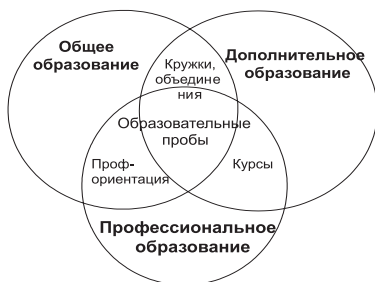 Общее
образование
Дополнительное
образование
Кружки,
объедине
ния
Образовательные
пробы
Проф-
ориентация
Курсы
Профессиональное
образование